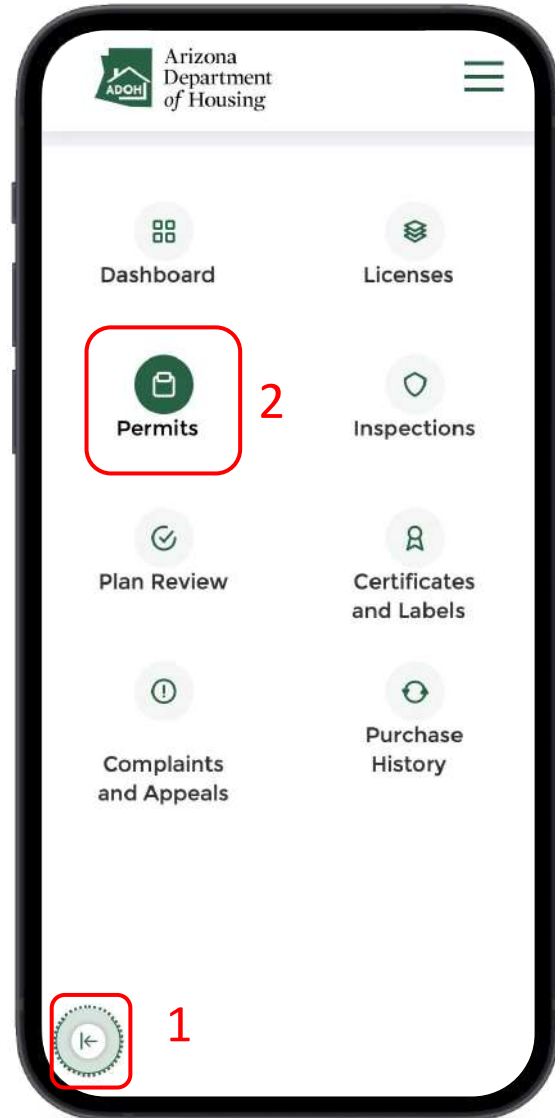 ADOH
Arizona
Department
of Housing
Dashboard
Licenses
Permits
2
Inspections
Plan Review
Certificates
and Labels
Complaints
and Appeals
Purchase
History
1